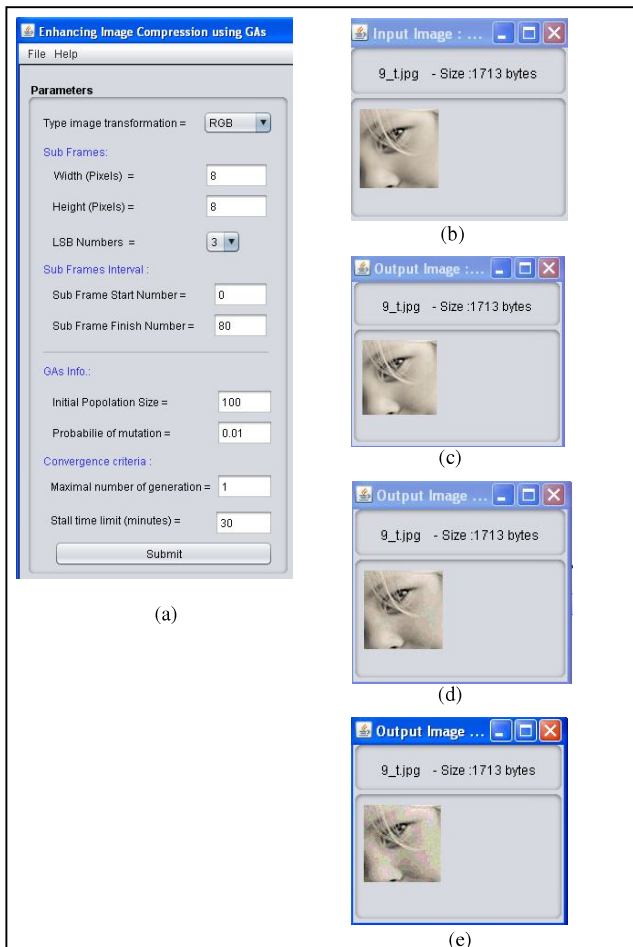 Enhancing Image Compression using GAs
File Help
Parameters
Type image transformation = RGB
Sub Frames:
Width (Pixels) = 8
Height (Pixels) = 8
LSB Numbers = 3
Sub Frames Interval :
Sub Frame Start Number = 0
Sub Frame Finish Number = 80
GAs Info.:
Initial Popolation Size = 100
Probabilie of mutation = 0.01
Convergence criteria :
Maximal number of generation = 1
Stall time limit (minutes) = 30
Submit
(a)
Input Image : ...
9_t.jpg - Size :1713 bytes
(b)
Output Image :...
9_t.jpg - Size :1713 bytes
(c)
Output Image ...
9_t.jpg - Size :1713 bytes
(d)
Output Image ...
9_t.jpg - Size :1713 bytes
(e)